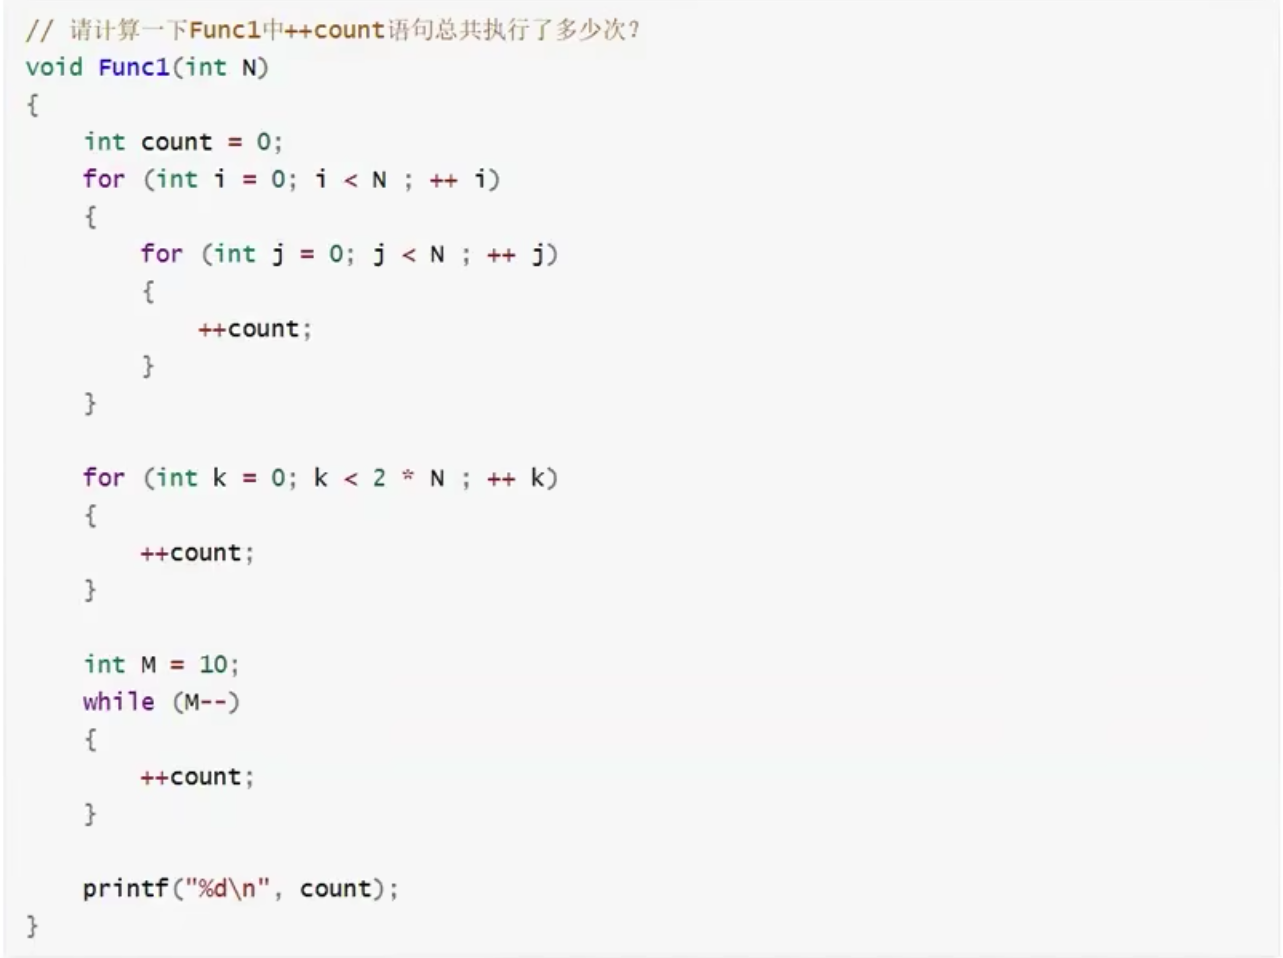 // 请计算一下Func1中++count语句总共执行了多少次?
void Func1(int N)
{
    int count = 0;
    for (int i = 0; i < N ; ++ i)
    {
        for (int j = 0; j < N ; ++ j)
        {
            ++count;
        }
    }
    for (int k = 0; k < 2 * N ; ++ k)
    {
        ++count;
    }
    int M = 10;
    while (M--)
    {
        ++count;
    }
    printf("%d\n", count);
}